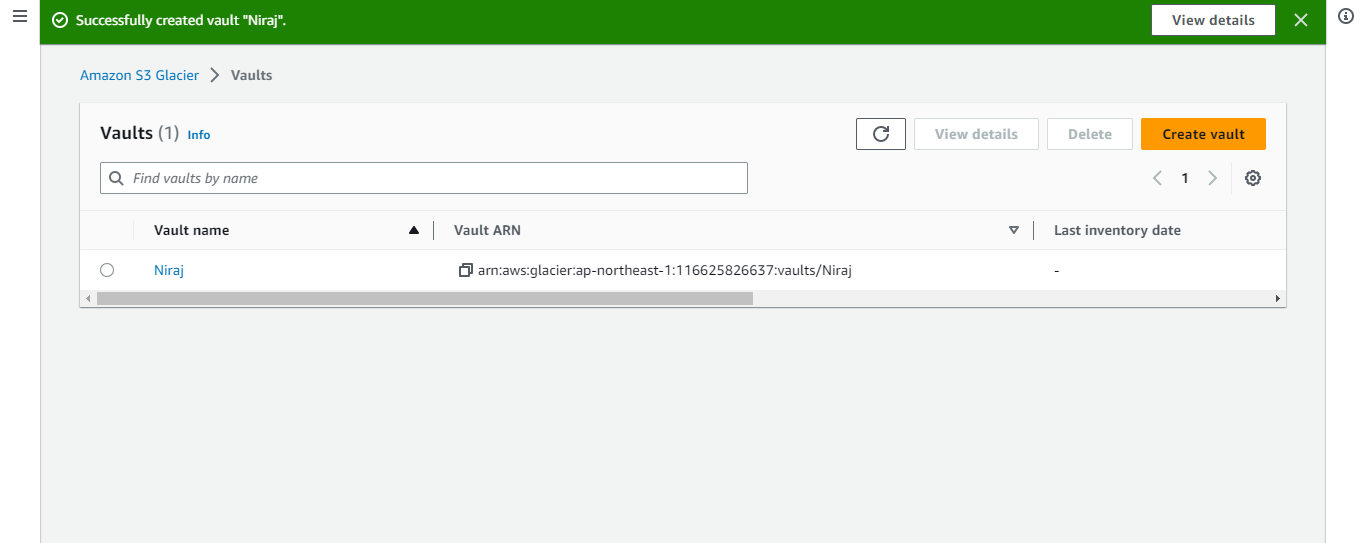 Successfully created vault "Niraj".
View details
Amazon S3 Glacier
Vaults
Vaults (1) Info
View details
Delete
Create vault
Find vaults by name
1
Vault name
Vault ARN
Last inventory date
Niraj
arn:aws:glacier:ap-northeast-1:116625826637:vaults/Niraj
-